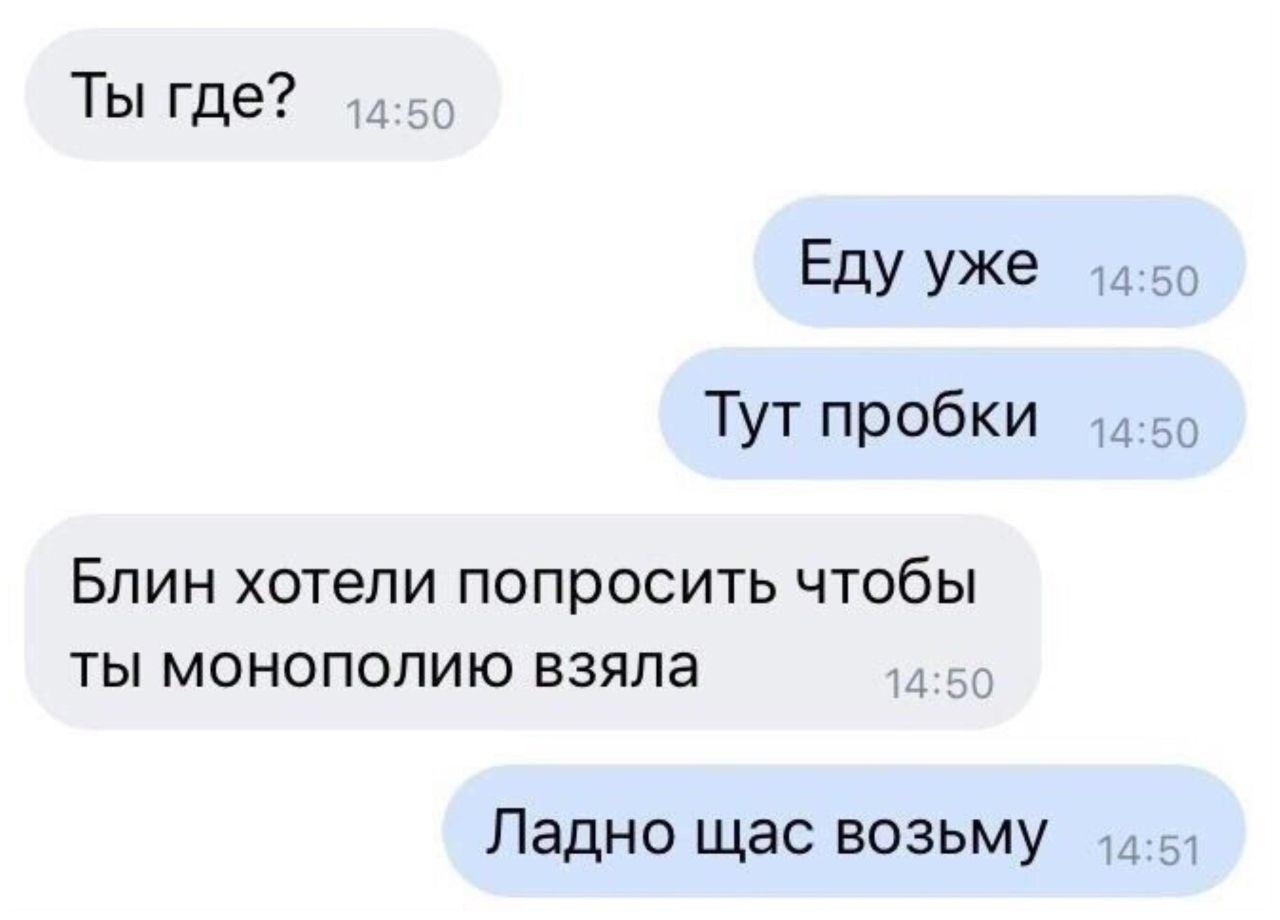 Ты где? 14:50
Еду уже 14:50
Тут пробки 14:50
Блин хотели попросить чтобы
ты монополию взяла 14:50
Ладно щас возьму 14:51